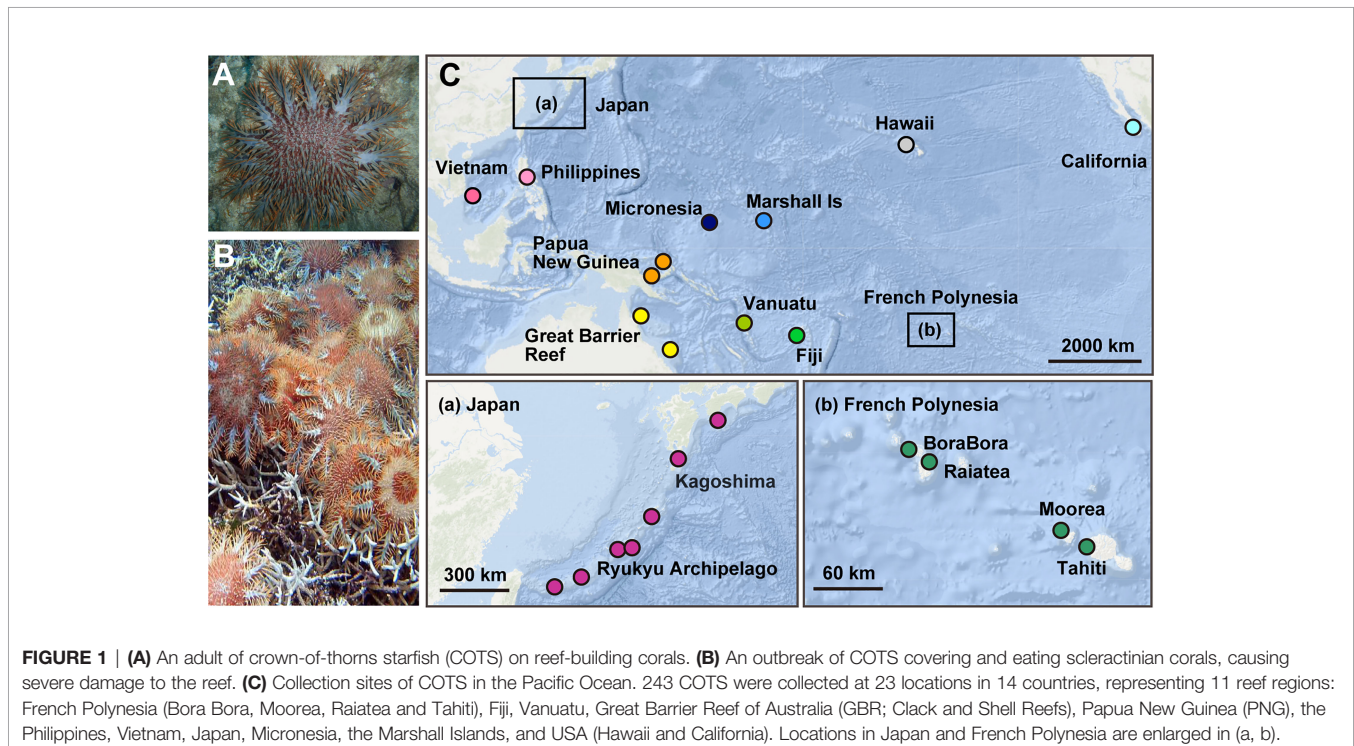 A
B
C
(a)
Japan
Hawaii
California
Vietnam
Philippines
Micronesia
Marshall Is
Papua
New Guinea
Vanuatu
French Polynesia
(b)
Great Barrier
Reef
Fiji
2000 km
(a) Japan
Kagoshima
Ryukyu Archipelago
300 km
(b) French Polynesia
BoraBora
Raiatea
Moorea
Tahiti
60 km
FIGURE 1 | (A) An adult of crown-of-thorns starfish (COTS) on reef-building corals. (B) An outbreak of COTS covering and eating scleractinian corals, causing
severe damage to the reef. (C) Collection sites of COTS in the Pacific Ocean. 243 COTS were collected at 23 locations in 14 countries, representing 11 reef regions:
French Polynesia (Bora Bora, Moorea, Raiatea and Tahiti), Fiji, Vanuatu, Great Barrier Reef of Australia (GBR; Clack and Shell Reefs), Papua New Guinea (PNG), the
Philippines, Vietnam, Japan, Micronesia, the Marshall Islands, and USA (Hawaii and California). Locations in Japan and French Polynesia are enlarged in (a, b).